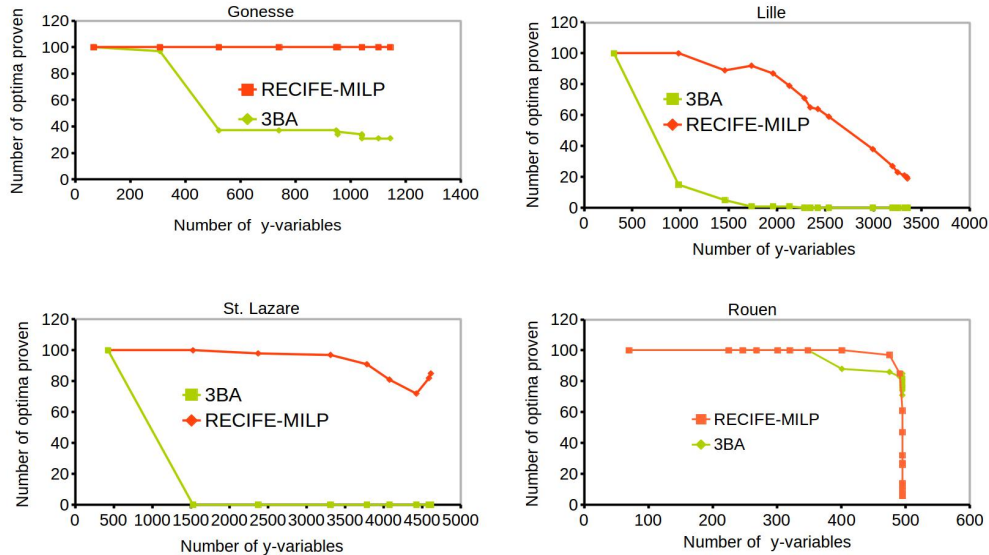 Gonesse
Number of optima proven
120
100
80
60
40
20
0
RECIFE-MILP
3BA
0 200 400 600 800 1000 1200 1400
Number of y-variables
Lille
Number of optima proven
120
100
80
60
40
20
0
3BA
RECIFE-MILP
0 500 1000 1500 2000 2500 3000 3500 4000
Number of y-variables
St. Lazare
Number of optima proven
120
100
80
60
40
20
0
3BA
RECIFE-MILP
0 500 1000 1500 2000 2500 3000 3500 4000 4500 5000
Number of y-variables
Rouen
Number of optima proven
120
100
80
60
40
20
0
RECIFE-MILP
3BA
0 100 200 300 400 500 600
Number of y-variables